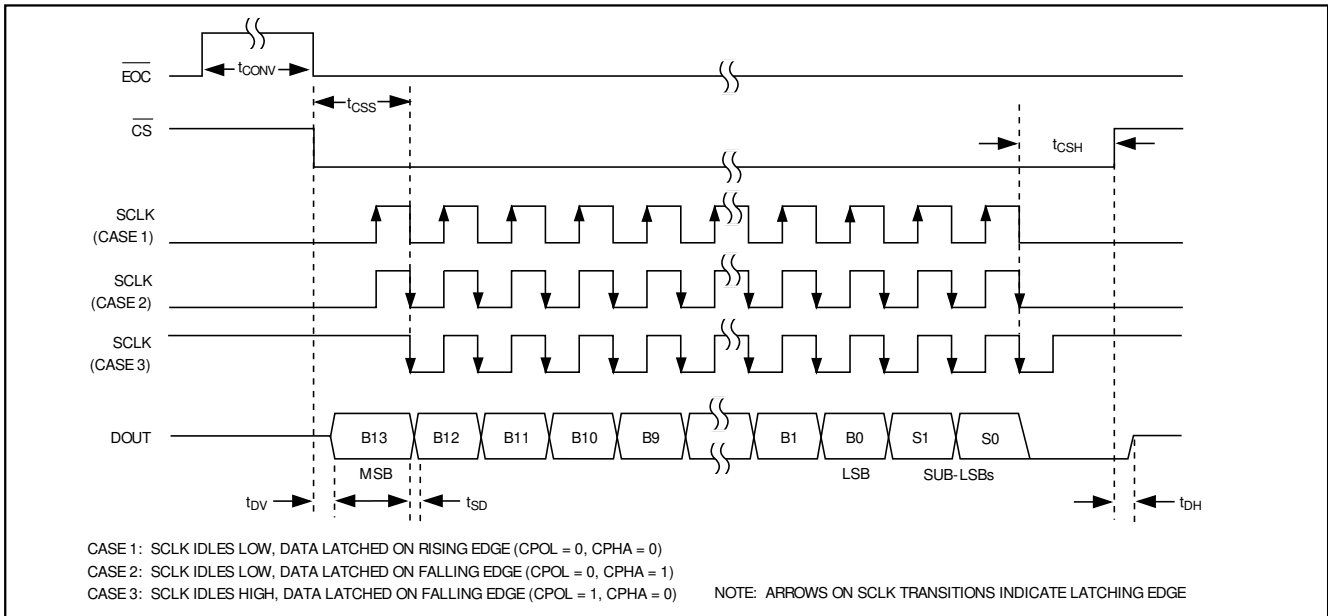 EOC
tCONV
tCSS
CS
tCSH
SCLK
(CASE 1)
SCLK
(CASE 2)
SCLK
(CASE 3)
DOUT
B13
B12
B11
B10
B9
B1
B0
S1
S0
MSB
LSB
SUB-LSBs
tDV
tSD
tDH
CASE 1: SCLK IDLES LOW, DATA LATCHED ON RISING EDGE (CPOL = 0, CPHA = 0)
CASE 2: SCLK IDLES LOW, DATA LATCHED ON FALLING EDGE (CPOL = 0, CPHA = 1)
CASE 3: SCLK IDLES HIGH, DATA LATCHED ON FALLING EDGE (CPOL = 1, CPHA = 0)
NOTE: ARROWS ON SCLK TRANSITIONS INDICATE LATCHING EDGE